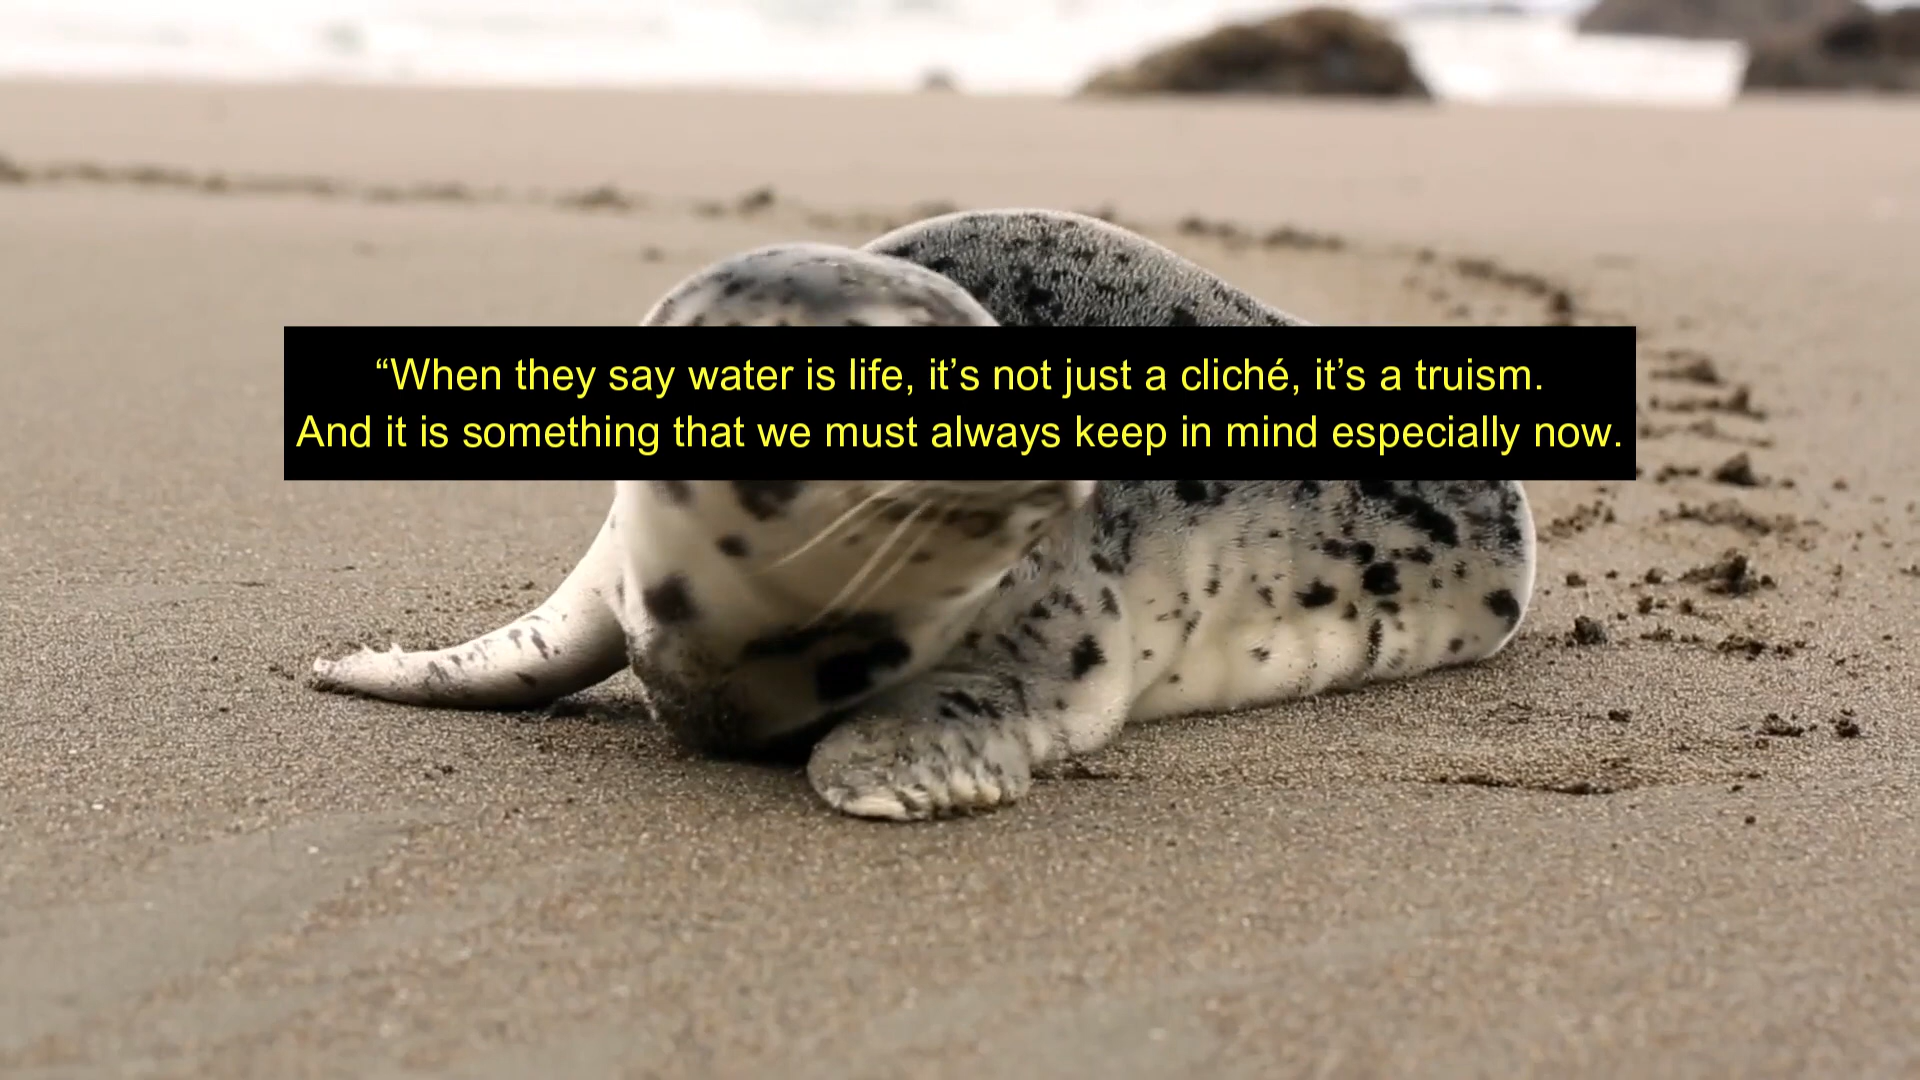 “When they say water is life, it’s not just a cliché, it’s a truism.
And it is something that we must always keep in mind especially now.